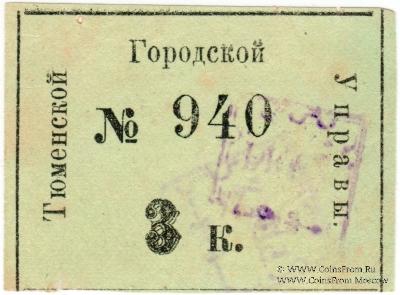 Тюменской
Городской
Управы.
№ 940
3 к.
© WWW.CoinsFrom.Ru
WWW.CoinsFrom.Moscow